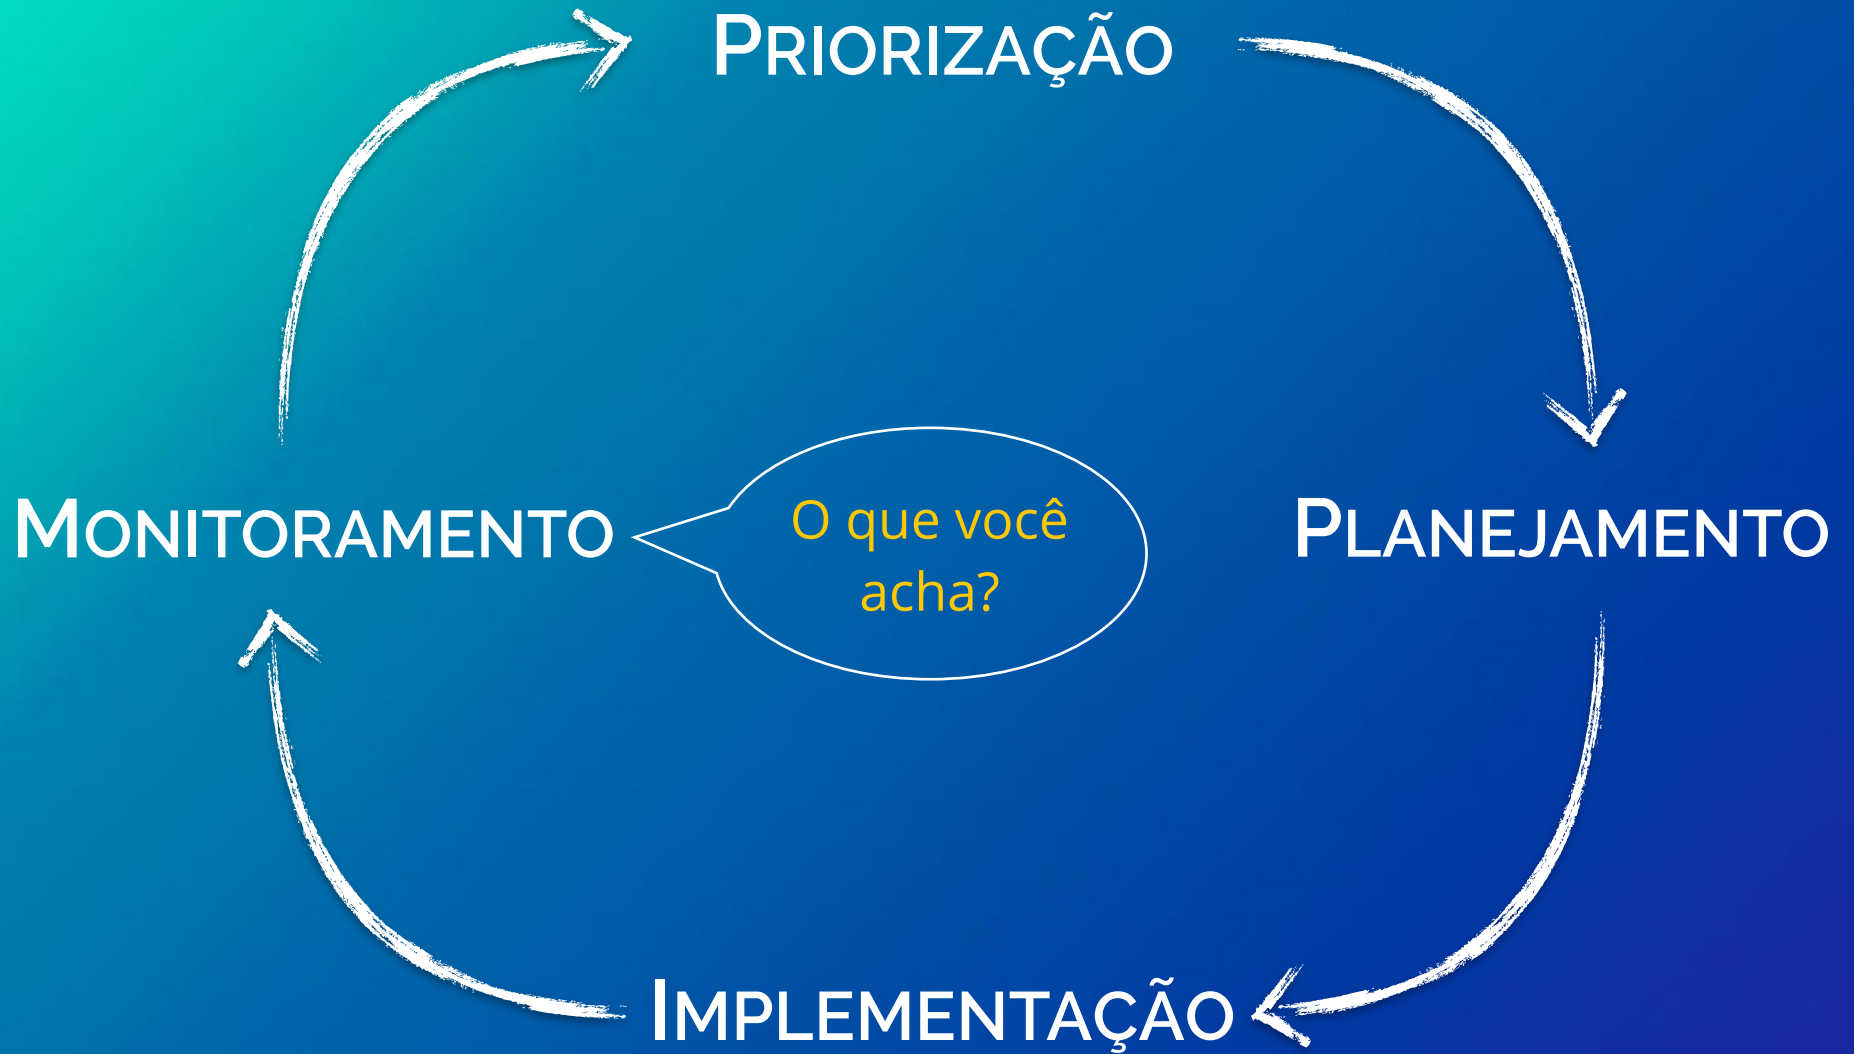 PRIORIZAÇÃO
MONITORAMENTO
O que você
acha?
PLANEJAMENTO
IMPLEMENTAÇÃO